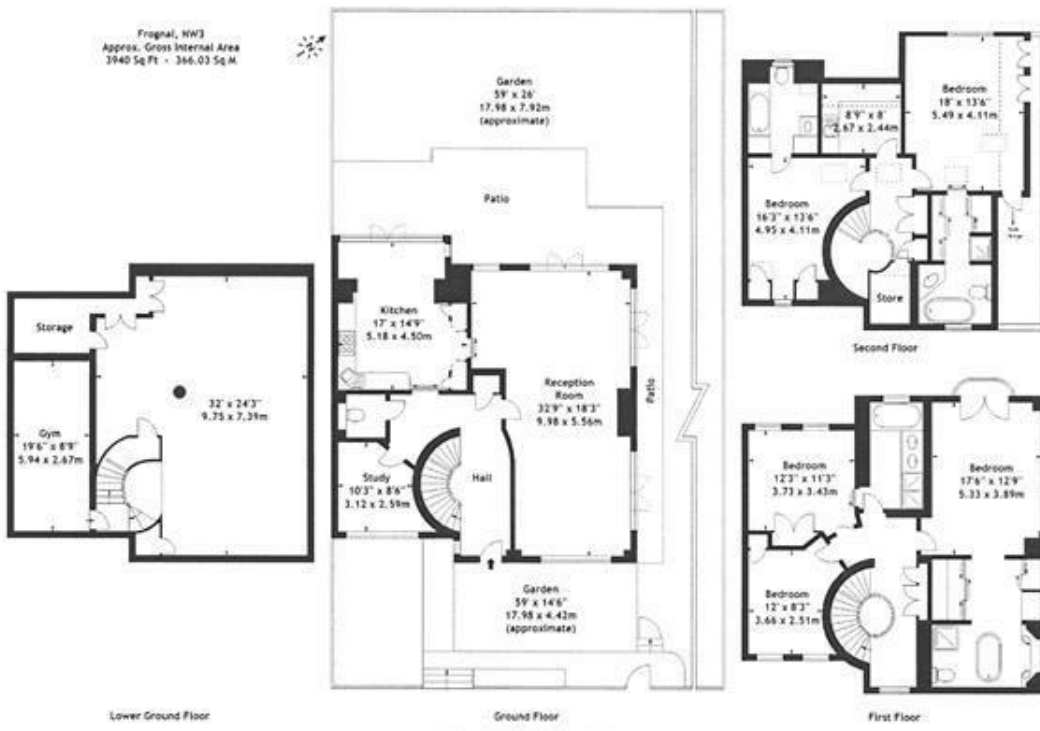 Frognal, NW3
Approx. Gross Internal Area
3940 Sq Ft - 366.03 Sq M
Garden
59' x 26'
17.98 x 7.92m
(approximate)
Patio
Kitchen
17' x 14'9"
5.18 x 4.50m
Reception
Room
32'9" x 18'3"
9.98 x 5.56m
Patio
Study
10'3" x 8'6"
3.12 x 2.59m
Hall
Garden
59' x 14'6"
17.98 x 4.42m
(approximate)
Ground Floor
Storage
32' x 24'3"
9.75 x 7.39m
Gym
19'6" x 8'9"
5.94 x 2.67m
Lower Ground Floor
Bedroom
18' x 13'6"
5.49 x 4.11m
8'9" x 8'
2.67 x 2.44m
Bedroom
16'3" x 13'6"
4.95 x 4.11m
Store
Second Floor
Bedroom
12'3" x 11'3"
3.73 x 3.43m
Bedroom
17'6" x 12'9"
5.33 x 3.89m
Bedroom
12' x 8'3"
3.66 x 2.51m
First Floor